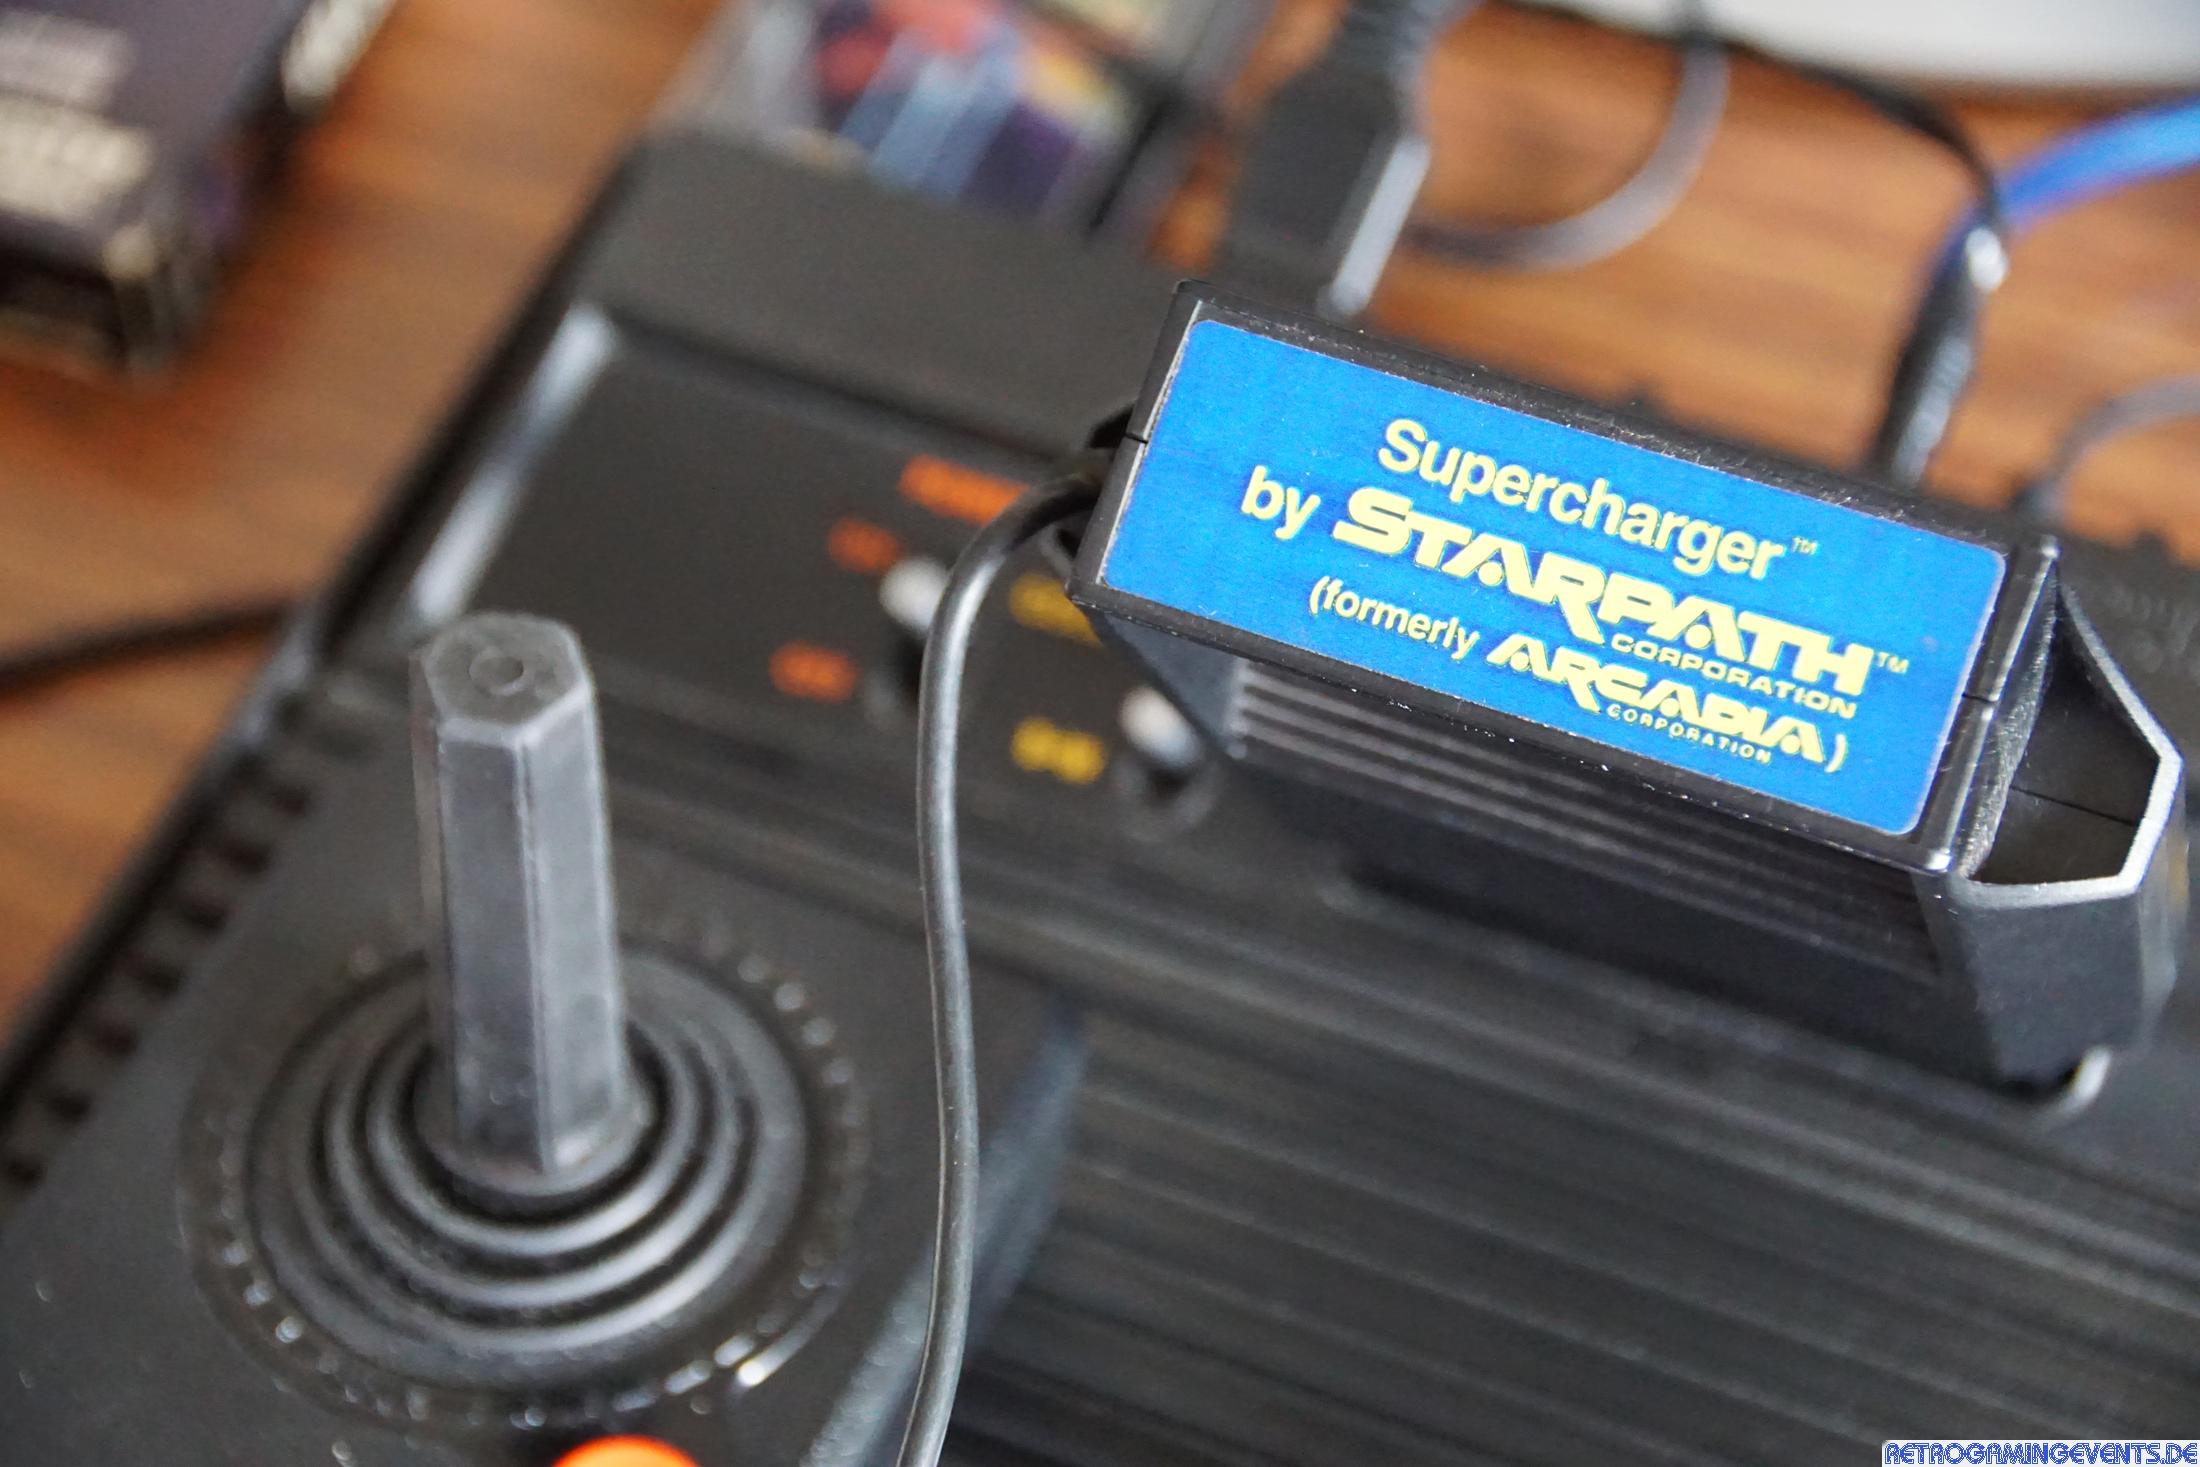 Supercharger™
by STARPATH™
CORPORATION
(formerly ARCADIA)
CORPORATION
RETROGAMINGEVENTS.DE